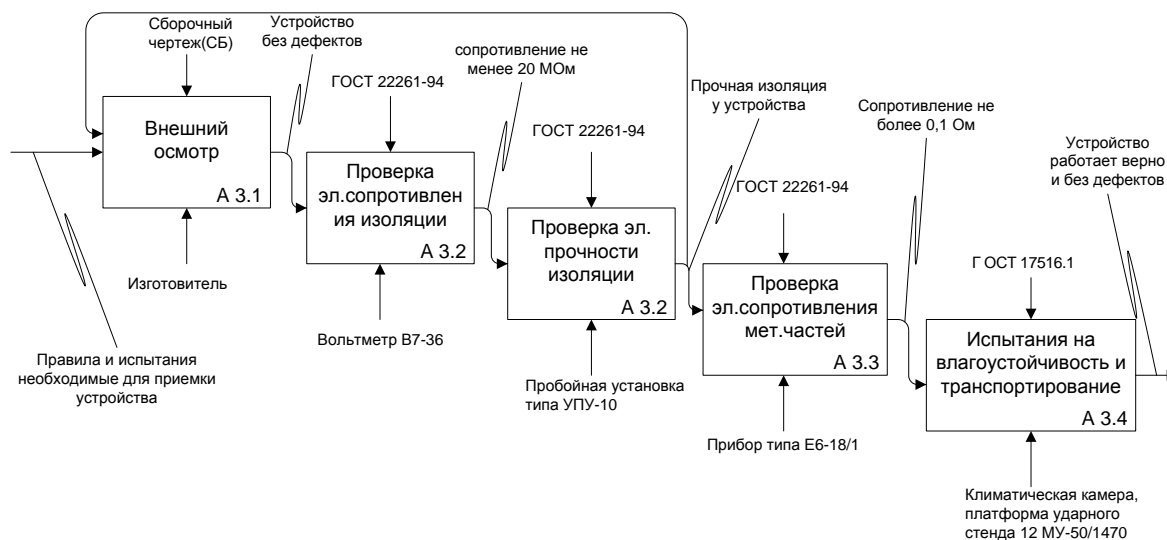 Сборочный
чертеж(СБ)
Устройство
без дефектов
Внешний
осмотр
А 3.1
Изготовитель
Правила и испытания
необходимые для приемки
устройства
ГОСТ 22261-94
сопротивление не
менее 20 МОм
Проверка
эл.сопротивлен
ия изоляции
А 3.2
Вольтметр В7-36
ГОСТ 22261-94
Прочная изоляция
у устройства
Проверка эл.
прочности
изоляции
А 3.2
Пробойная установка
типа УПУ-10
ГОСТ 22261-94
Сопротивление не
более 0,1 Ом
Проверка
эл.сопротивления
мет.частей
А 3.3
Прибор типа Е6-18/1
Г ОСТ 17516.1
Устройство
работает верно
и без дефектов
Испытания на
влагоустойчивость и
транспортирование
А 3.4
Климатическая камера,
платформа ударного
стенда 12 МУ-50/1470